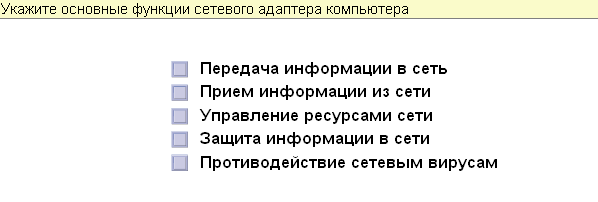 Укажите основные функции сетевого адаптера компьютера
Передача информации в сеть
Прием информации из сети
Управление ресурсами сети
Защита информации в сети
Противодействие сетевым вирусам